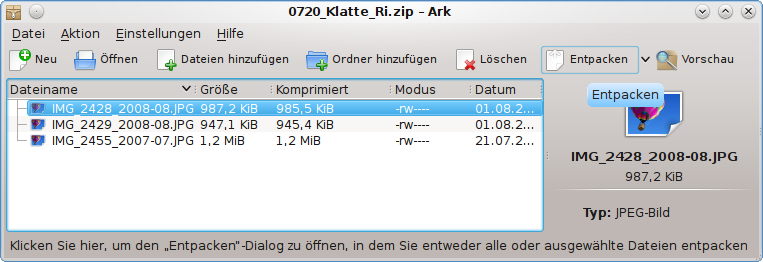 0720_Klatte_Ri.zip – Ark
Datei Aktion Einstellungen Hilfe
Neu Öffnen Dateien hinzufügen Ordner hinzufügen Löschen Entpacken Vorschau
Dateiname Größe Komprimiert Modus Datum
IMG_2428_2008-08.JPG 987,2 KiB 985,5 KiB -rw---- 01.08.2...
IMG_2429_2008-08.JPG 947,1 KiB 945,4 KiB -rw---- 01.08.2...
IMG_2455_2007-07.JPG 1,2 MiB 1,2 MiB -rw---- 21.07.2...
Entpacken
IMG_2428_2008-08.JPG
987,2 KiB
Typ: JPEG-Bild
Klicken Sie hier, um den „Entpacken"-Dialog zu öffnen, in dem Sie entweder alle oder ausgewählte Dateien entpacken